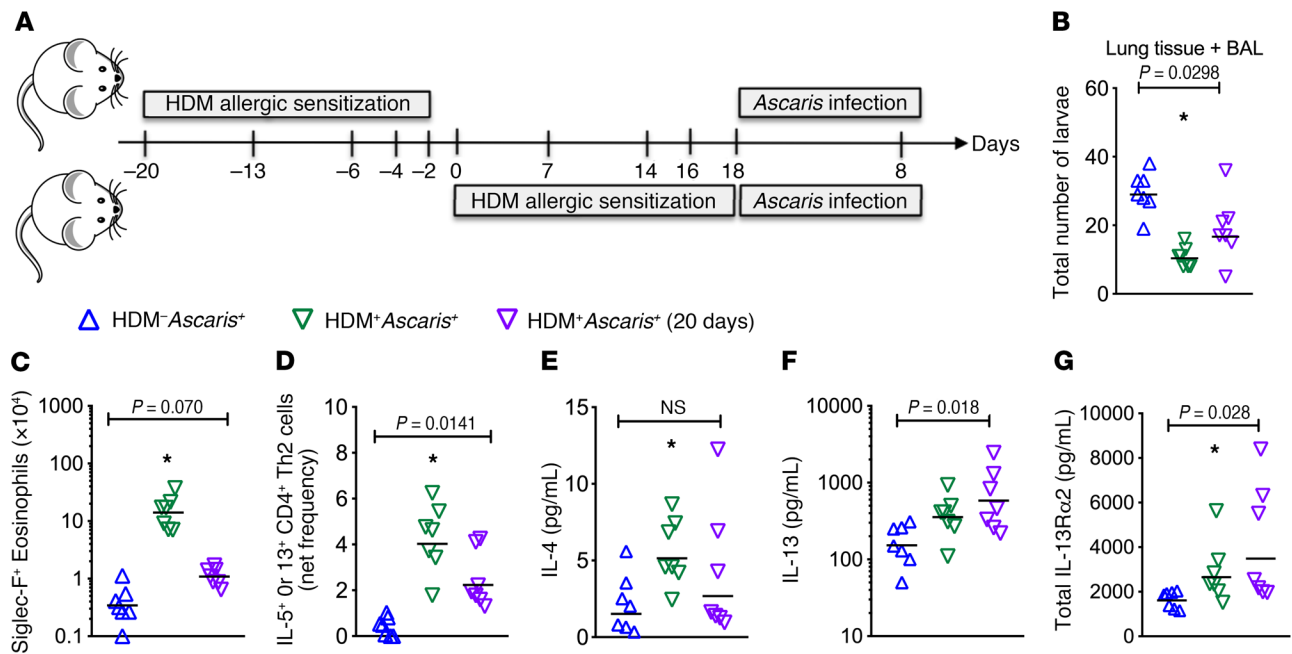 A
HDM allergic sensitization
Ascaris infection
Days
–20
–13
–6
–4
–2
0
7
14
16
18
8
HDM allergic sensitization
Ascaris infection
HDM⁻Ascaris⁺
HDM⁺Ascaris⁺
HDM⁺Ascaris⁺ (20 days)
B
Lung tissue + BAL
P = 0.0298
*
Total number of larvae
60
40
20
0
C
Siglec-F⁺ Eosinophils (×10⁴)
1000
100
10
1
0.1
P = 0.070
*
D
IL-5⁺ or 13⁺ CD4⁺ Th2 cells
(net frequency)
10
8
6
4
2
0
P = 0.0141
*
E
IL-4 (pg/mL)
15
10
5
0
NS
*
F
IL-13 (pg/mL)
10000
1000
100
10
P = 0.018
G
Total IL-13Rα2 (pg/mL)
10000
8000
6000
4000
2000
0
P = 0.028
*